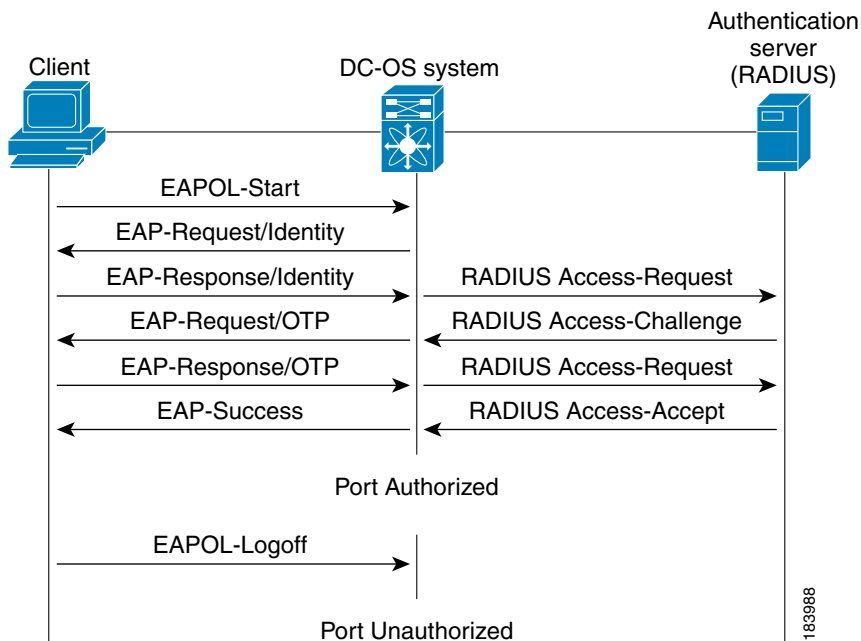 Authentication
server
(RADIUS)
Client
DC-OS system
EAPOL-Start
EAP-Request/Identity
EAP-Response/Identity
RADIUS Access-Request
EAP-Request/OTP
RADIUS Access-Challenge
EAP-Response/OTP
RADIUS Access-Request
EAP-Success
RADIUS Access-Accept
Port Authorized
EAPOL-Logoff
Port Unauthorized
183988